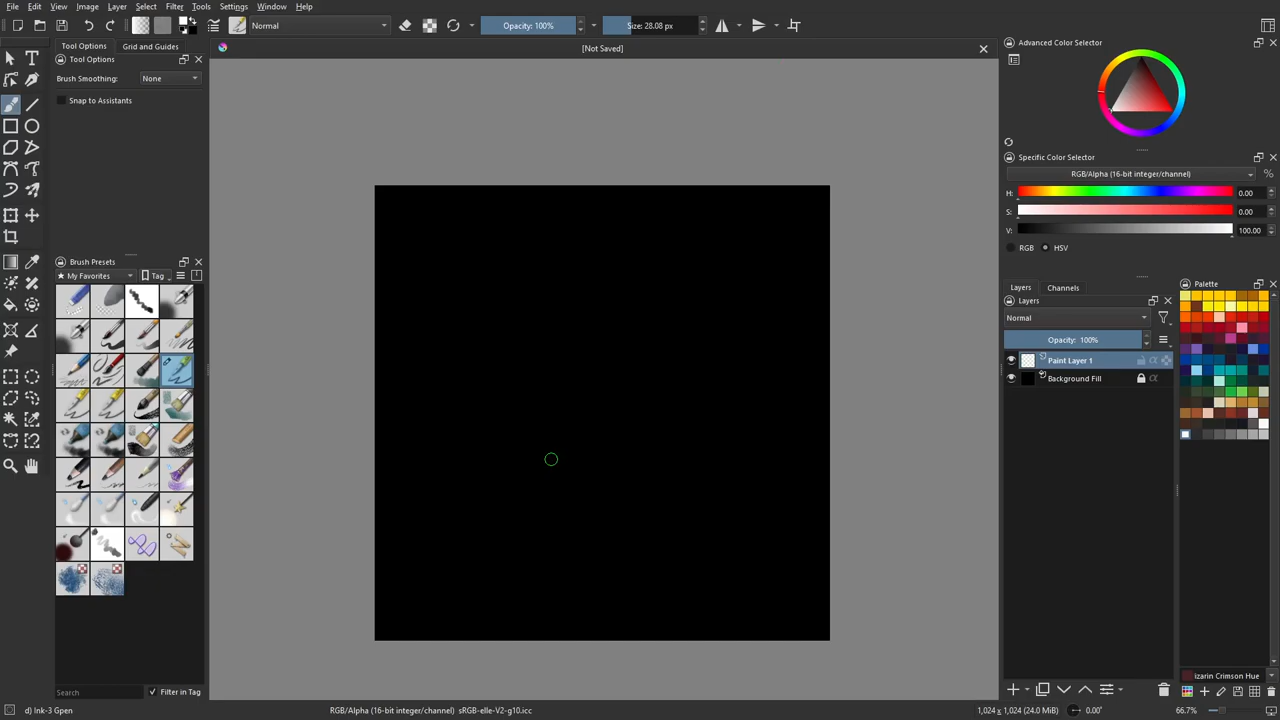 File Edit View Image Layer Select Filter Tools Settings Window Help
Normal
Opacity: 100%
Size: 28.08 px
Tool Options
Grid and Guides
Tool Options
Brush Smoothing: None
Snap to Assistants
Brush Presets
My Favorites
Tag
Search
Filter in Tag
[Not Saved]
Advanced Color Selector
Specific Color Selector
RGB/Alpha (16-bit integer/channel)
%
H: 0.00
S: 0.00
V: 100.00
RGB HSV
Layers
Channels
Layers
Normal
Opacity: 100%
Paint Layer 1
Background Fill
Palette
lizarin Crimson Hue
d) Ink-3 Gpen
RGB/Alpha (16-bit integer/channel) sRGB-elle-V2-g10.icc
1,024 x 1,024 (24.0 MiB)
0.00°
66.7%